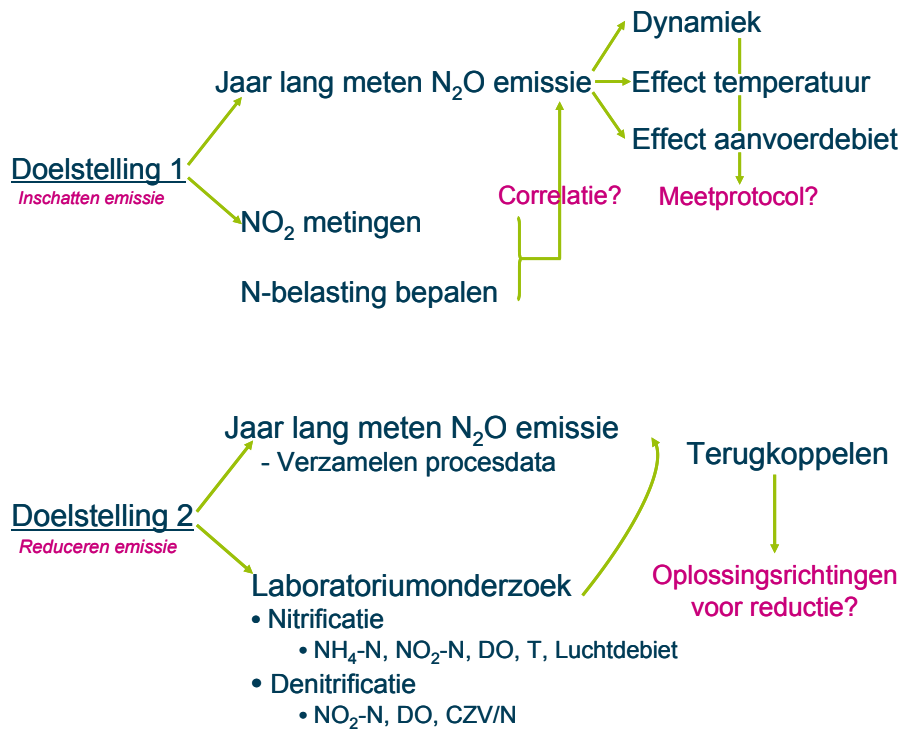 Dynamiek
Jaar lang meten N₂O emissie
Effect temperatuur
Effect aanvoerdebiet
Doelstelling 1
Inschatten emissie
Correlatie?
Meetprotocol?
NO₂ metingen
N-belasting bepalen
Jaar lang meten N₂O emissie
- Verzamelen procesdata
Terugkoppelen
Doelstelling 2
Reduceren emissie
Laboratoriumonderzoek
• Nitrificatie
• NH₄-N, NO₂-N, DO, T, Luchtdebiet
• Denitrificatie
• NO₂-N, DO, CZV/N
Oplossingsrichtingen
voor reductie?